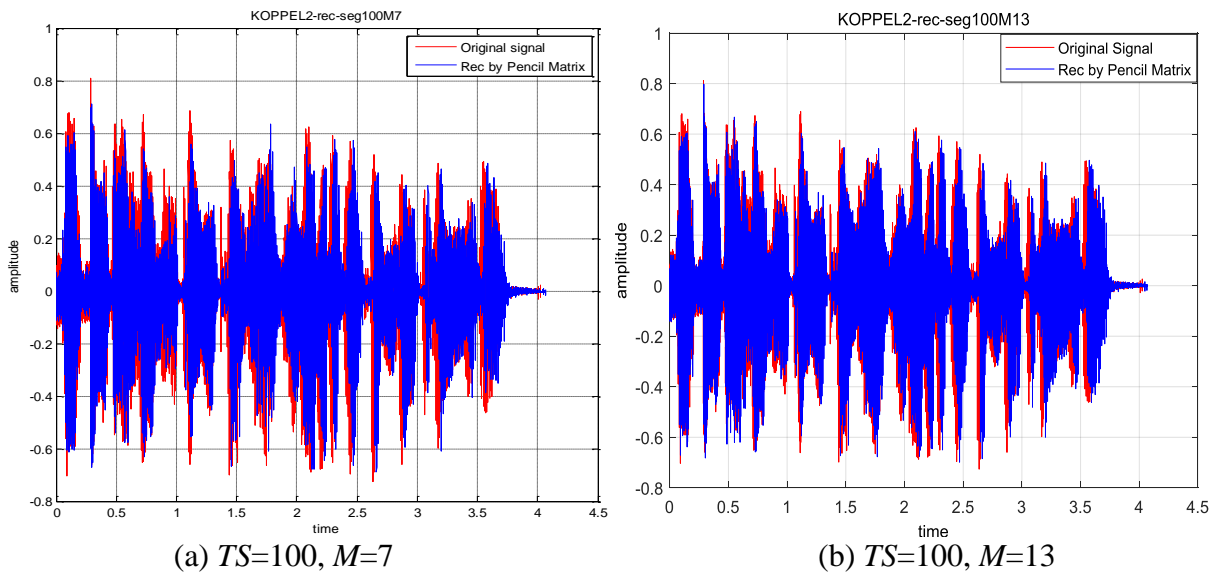 KOPPEL2-rec-seg100M7
Original signal
Rec by Pencil Matrix
1
0.8
0.6
0.4
0.2
0
-0.2
-0.4
-0.6
-0.8
amplitude
0 0.5 1 1.5 2 2.5 3 3.5 4 4.5
time
(a) TS=100, M=7
KOPPEL2-rec-seg100M13
Original Signal
Rec by Pencil Matrix
1
0.8
0.6
0.4
0.2
0
-0.2
-0.4
-0.6
-0.8
amplitude
0 0.5 1 1.5 2 2.5 3 3.5 4 4.5
time
(b) TS=100, M=13